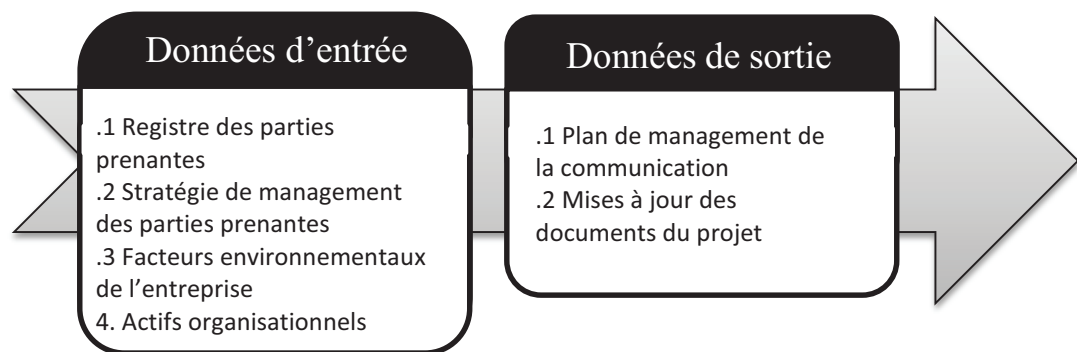 Données d’entrée
.1 Registre des parties
prenantes
.2 Stratégie de management
des parties prenantes
.3 Facteurs environnementaux
de l’entreprise
4. Actifs organisationnels
Données de sortie
.1 Plan de management de
la communication
.2 Mises à jour des
documents du projet